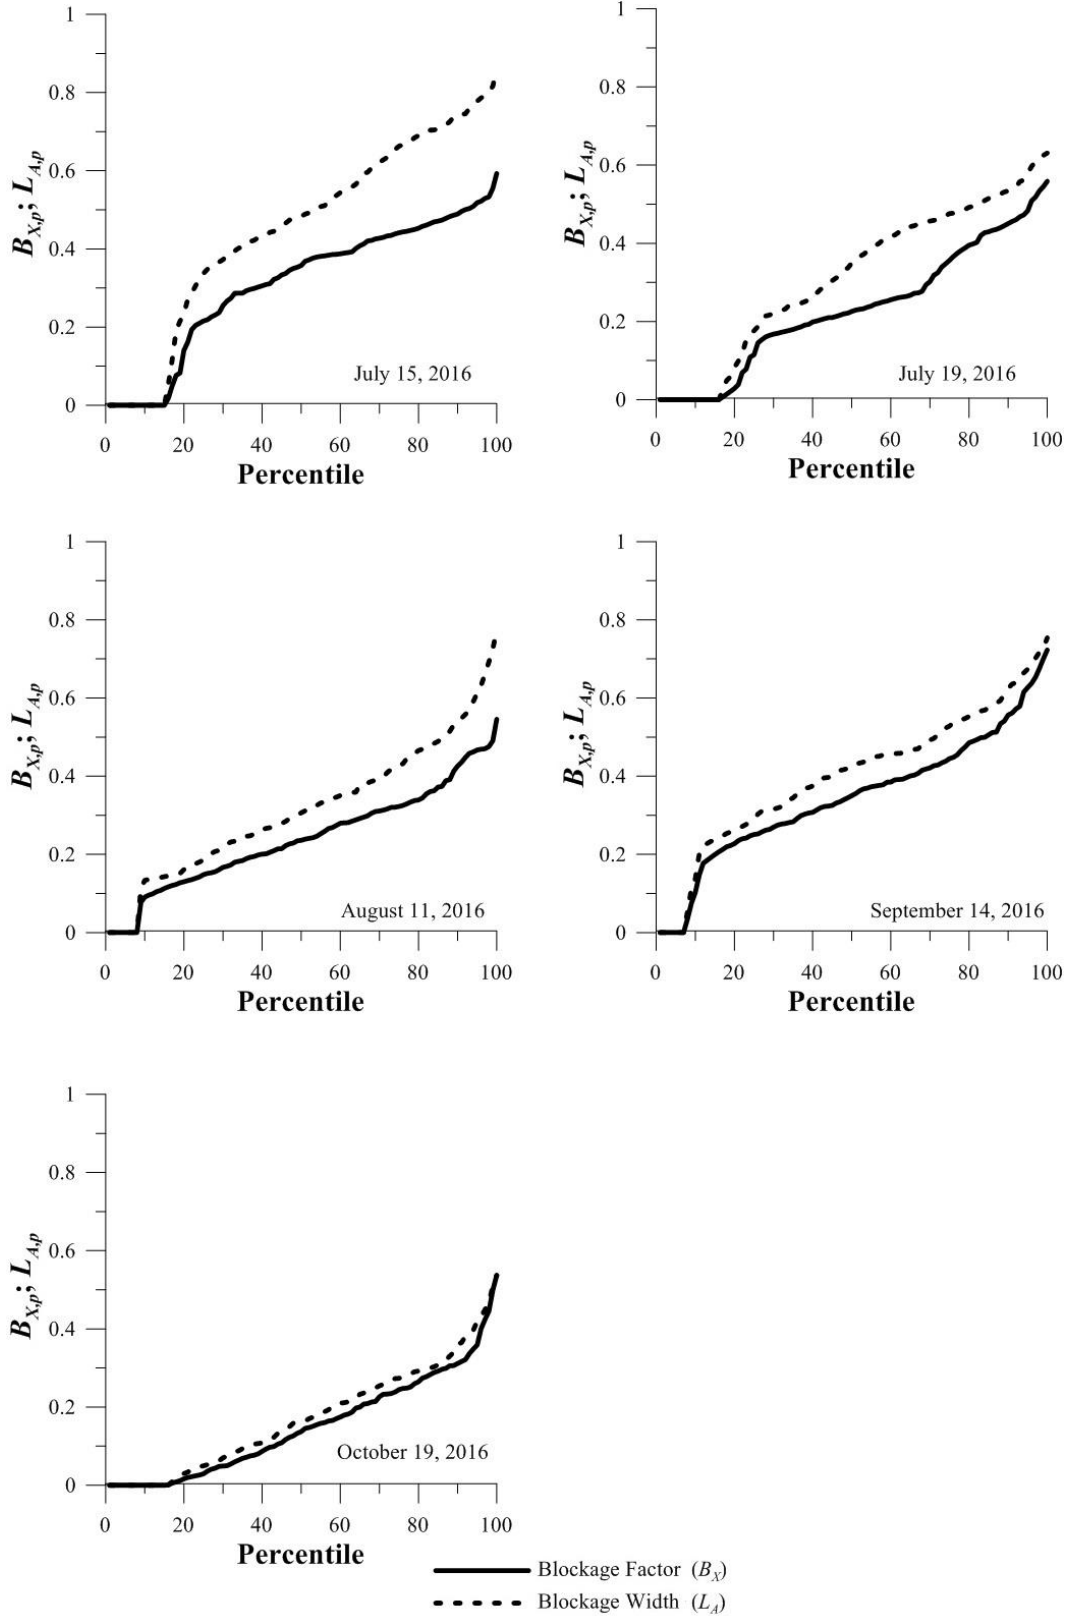 1
0.8
0.6
0.4
0.2
0
B_{X,p}; L_{A,p}
July 15, 2016
0 20 40 60 80 100
Percentile
1
0.8
0.6
0.4
0.2
0
B_{X,p}; L_{A,p}
July 19, 2016
0 20 40 60 80 100
Percentile
1
0.8
0.6
0.4
0.2
0
B_{X,p}; L_{A,p}
August 11, 2016
0 20 40 60 80 100
Percentile
1
0.8
0.6
0.4
0.2
0
B_{X,p}; L_{A,p}
September 14, 2016
0 20 40 60 80 100
Percentile
1
0.8
0.6
0.4
0.2
0
B_{X,p}; L_{A,p}
October 19, 2016
0 20 40 60 80 100
Percentile
Blockage Factor (B_X)
Blockage Width (L_A)